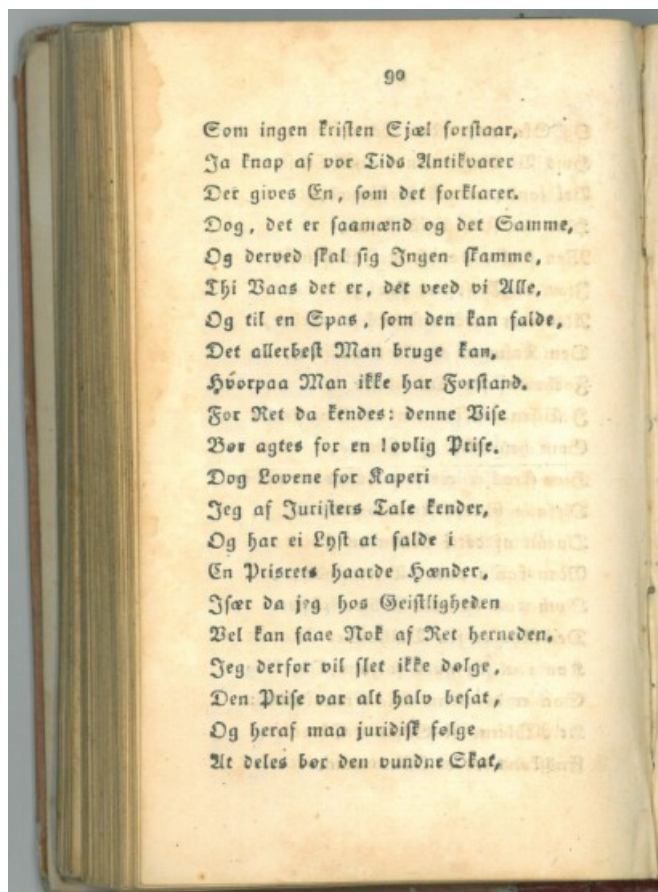 90
Som ingen kristen Sjæl forstaar,
Ja knap af vor Tids Antikvarer
Der gives En, som det forklarer.
Dog, det er saamænd og det Samme,
Og derved skal sig Ingen skamme,
Thi Vaas det er, det veed vi Alle,
Og til en Spas, som den kan falde,
Det allerbest Man bruge kan,
Hvorpaa Man ikke har Forstand.
For Ret da kendes: denne Vise
Bør agtes for en lovlig Prise.
Dog Lovene for Kaperi
Jeg af Juristers Tale kender,
Og har ei Lyst at falde i
En Prisrets haarde Hænder,
Især da jeg hos Geistligheden
Vel kan faae Nok af Ret herneden.
Jeg derfor vil slet ikke dølge,
Den Prise var alt halv besat,
Og heraf maa juridisk følge
At deles bør den vundne Skat,